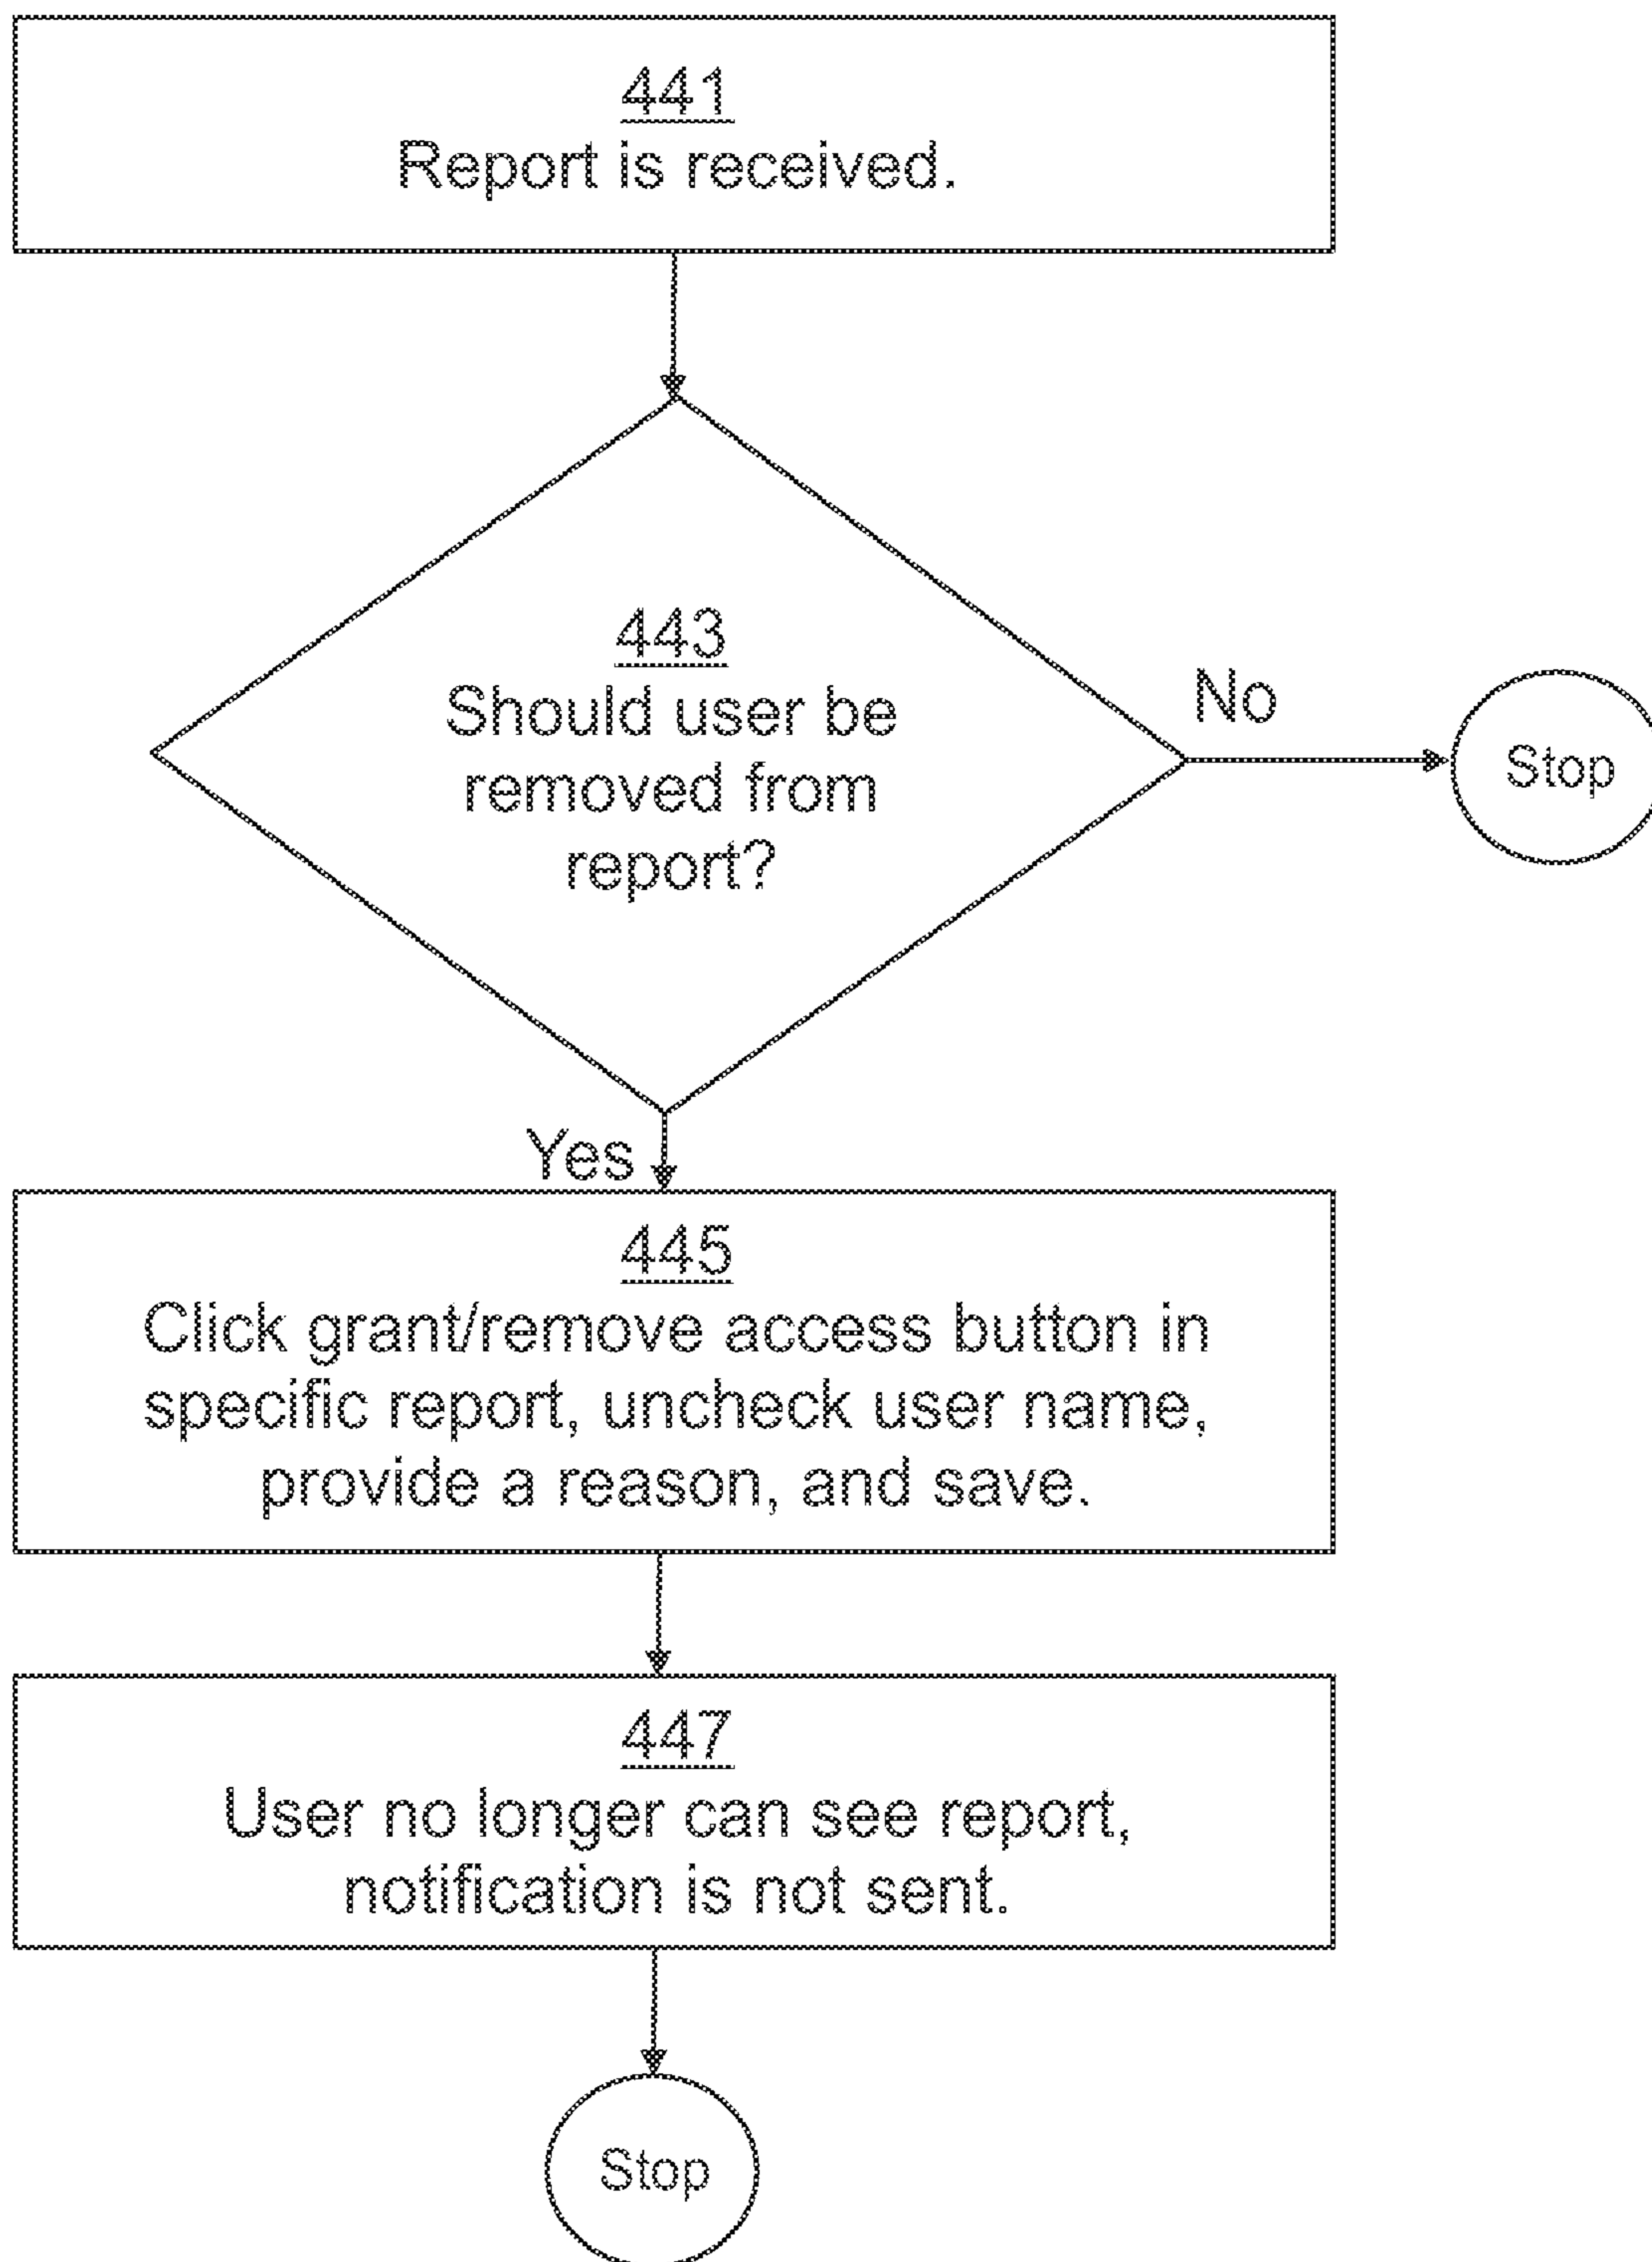 441
Report is received.
443
Should user be
removed from
report?
No
Stop
Yes
445
Click grant/remove access button in
specific report, uncheck user name,
provide a reason, and save.
447
User no longer can see report,
notification is not sent.
Stop